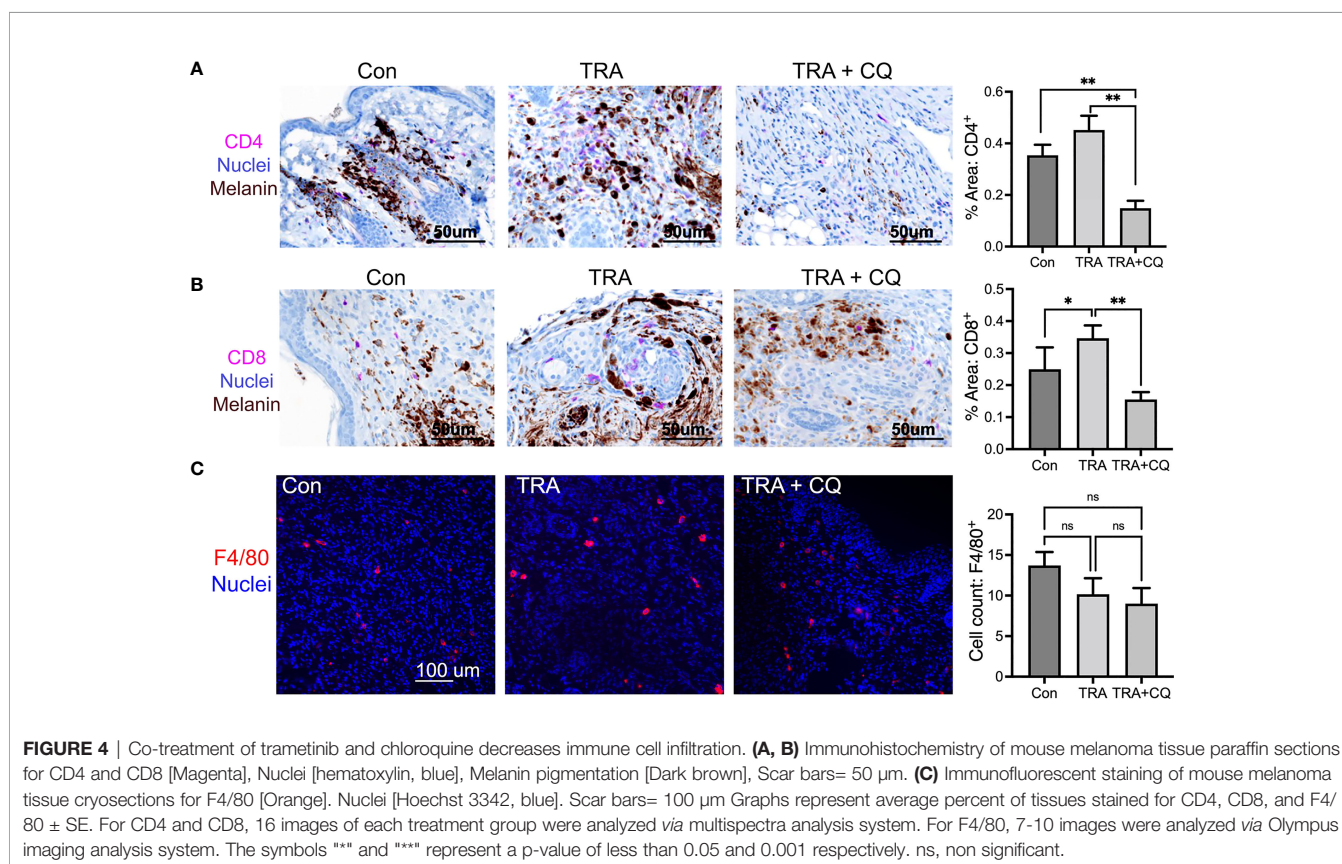 A
Con
TRA
TRA + CQ
CD4
Nuclei
Melanin
50um
50um
50um
% Area: CD4+
0.6
0.4
0.2
0.0
**
**
Con
TRA
TRA+CQ
B
Con
TRA
TRA + CQ
CD8
Nuclei
Melanin
50um
50um
50um
% Area: CD8+
0.5
0.4
0.3
0.2
0.1
0.0
*
**
Con
TRA
TRA+CQ
C
Con
TRA
TRA + CQ
F4/80
Nuclei
100 um
Cell count: F4/80+
20
15
10
5
0
ns
ns
ns
Con
TRA
TRA+CQ
FIGURE 4 | Co-treatment of trametinib and chloroquine decreases immune cell infiltration. (A, B) Immunohistochemistry of mouse melanoma tissue paraffin sections
for CD4 and CD8 [Magenta], Nuclei [hematoxylin, blue], Melanin pigmentation [Dark brown], Scar bars= 50 µm. (C) Immunofluorescent staining of mouse melanoma
tissue cryosections for F4/80 [Orange]. Nuclei [Hoechst 3342, blue]. Scar bars= 100 µm Graphs represent average percent of tissues stained for CD4, CD8, and F4/
80 ± SE. For CD4 and CD8, 16 images of each treatment group were analyzed via multispectra analysis system. For F4/80, 7-10 images were analyzed via Olympus
imaging analysis system. The symbols "*" and "**" represent a p-value of less than 0.05 and 0.001 respectively. ns, non significant.